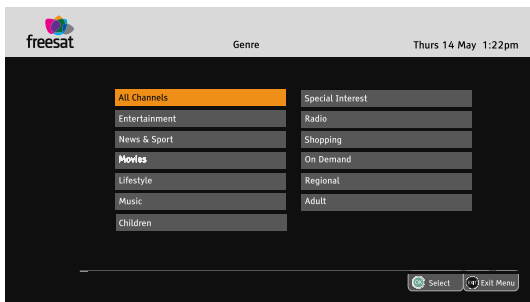 freesat
Genre
Thurs 14 May 1:22pm
All Channels
Entertainment
News & Sport
Movies
Lifestyle
Music
Children
Special Interest
Radio
Shopping
On Demand
Regional
Adult
OK Select
Exit Menu